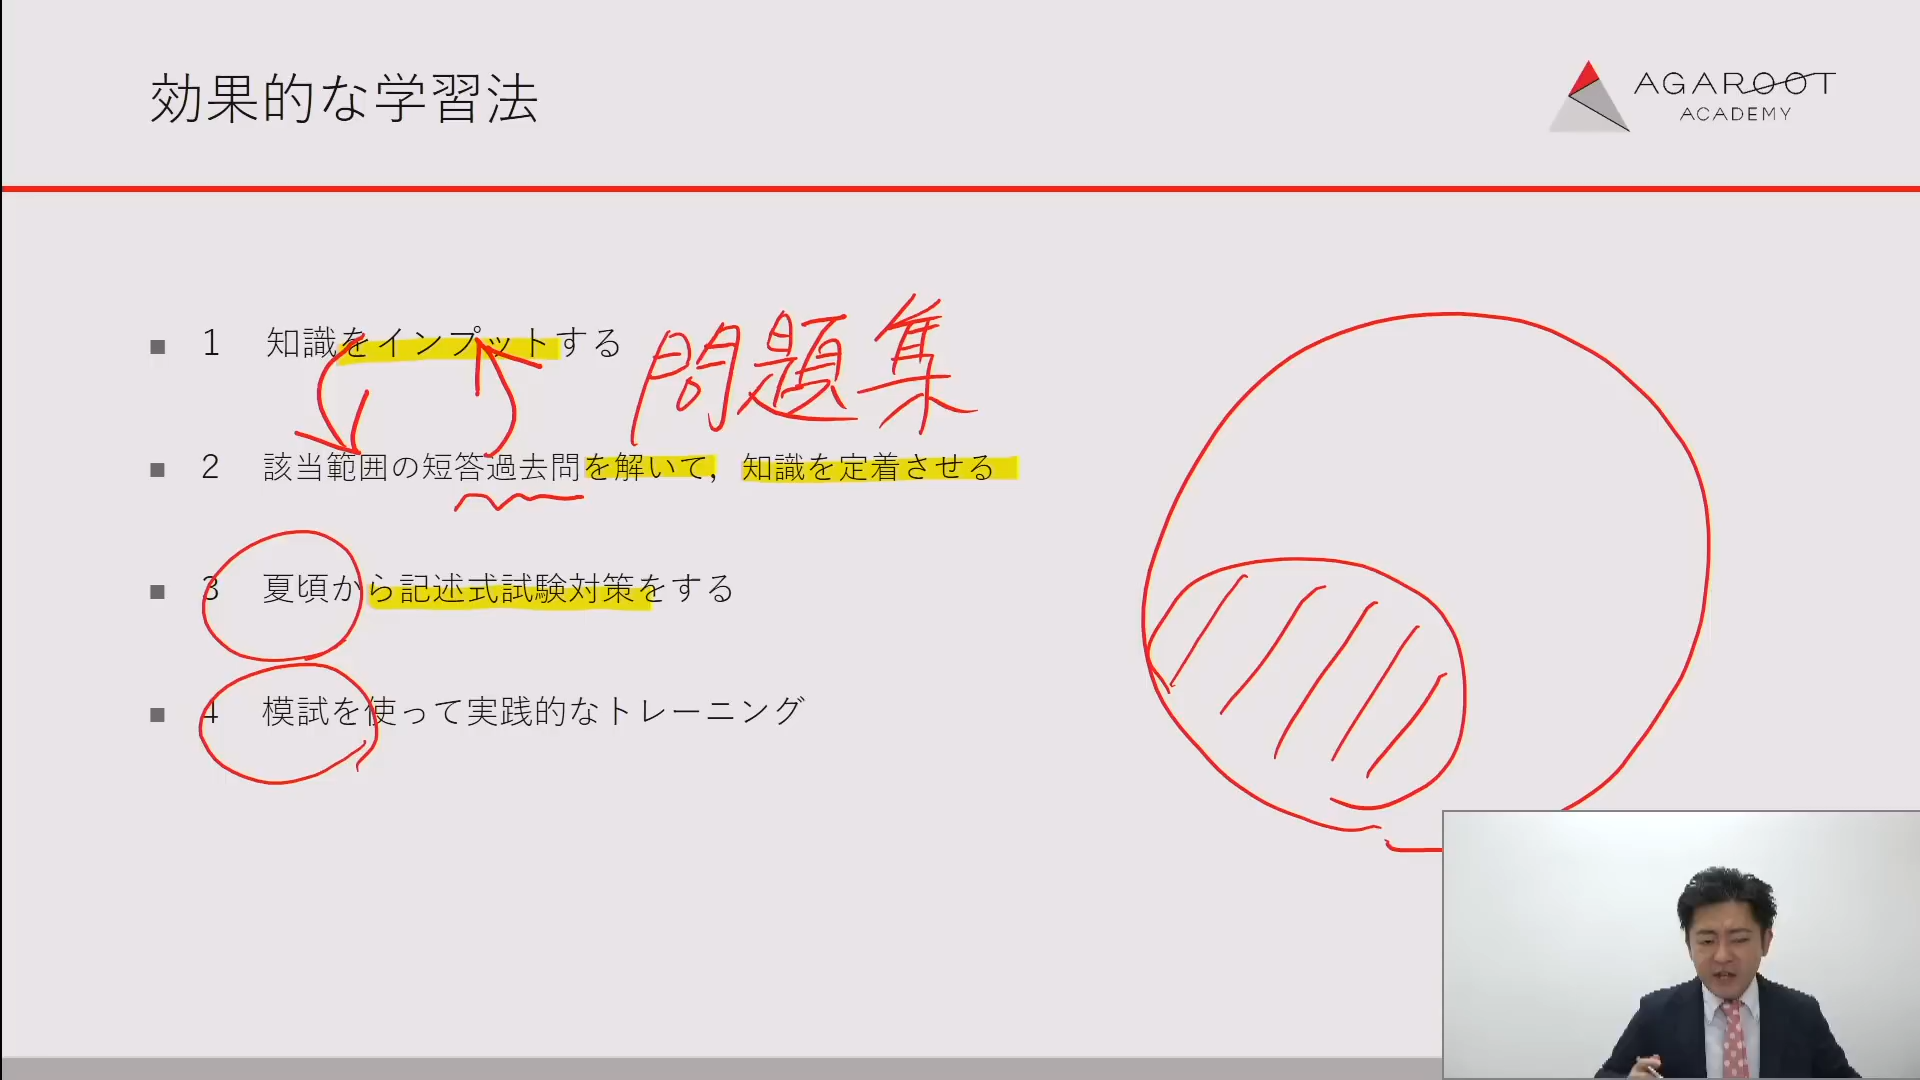 効果的な学習法
AGAROOT
ACADEMY
■ 1 知識をインプットする
問題集
■ 2 該当範囲の短答過去問を解いて，知識を定着させる
■ 3 夏頃から記述式試験対策をする
■ 4 模試を使って実践的なトレーニング